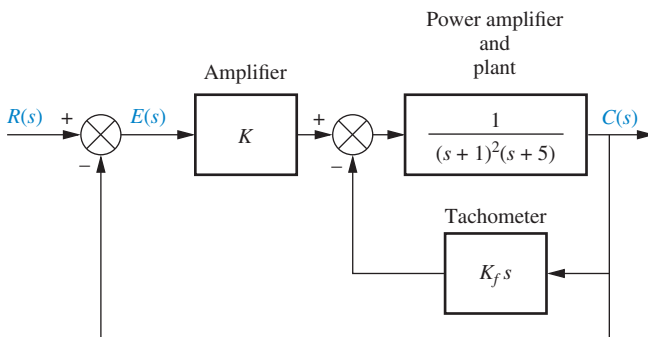 Power amplifier
and
plant
Amplifier
R(s) + E(s) K + 1 C(s)
(s + 1)²(s + 5)
− −
Tachometer
K_f s